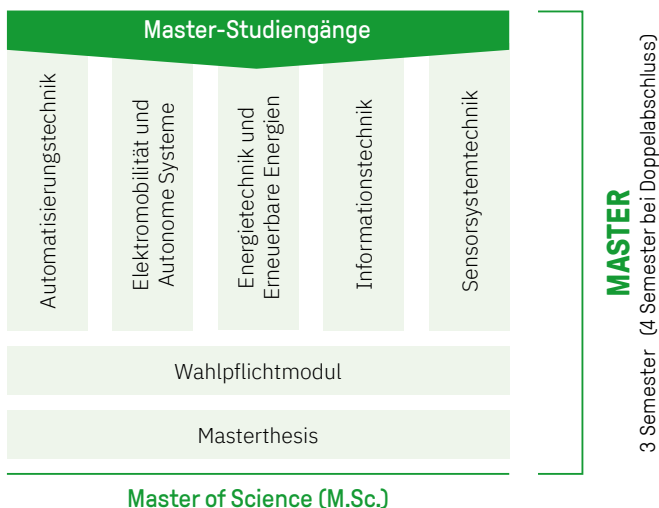 Master-Studiengänge
Automatisierungstechnik
Elektromobilität und
Autonome Systeme
Energietechnik und
Erneuerbare Energien
Informationstechnik
Sensorsystemtechnik
Wahlpflichtmodul
Masterthesis
Master of Science (M.Sc.)
MASTER
3 Semester (4 Semester bei Doppelabschluss)